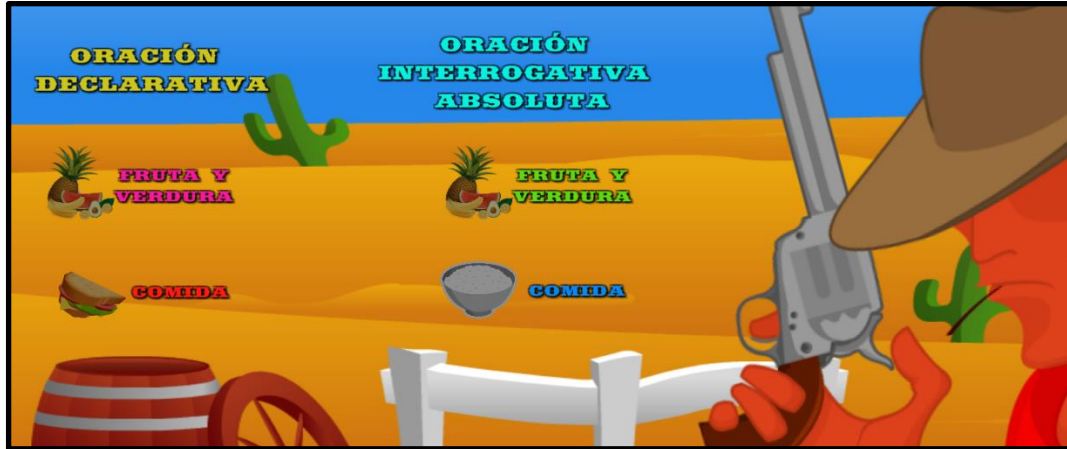 ORACIÓN
DECLARATIVA
FRUTA Y
VERDURA
COMIDA
ORACIÓN
INTERROGATIVA
ABSOLUTA
FRUTA Y
VERDURA
COMIDA